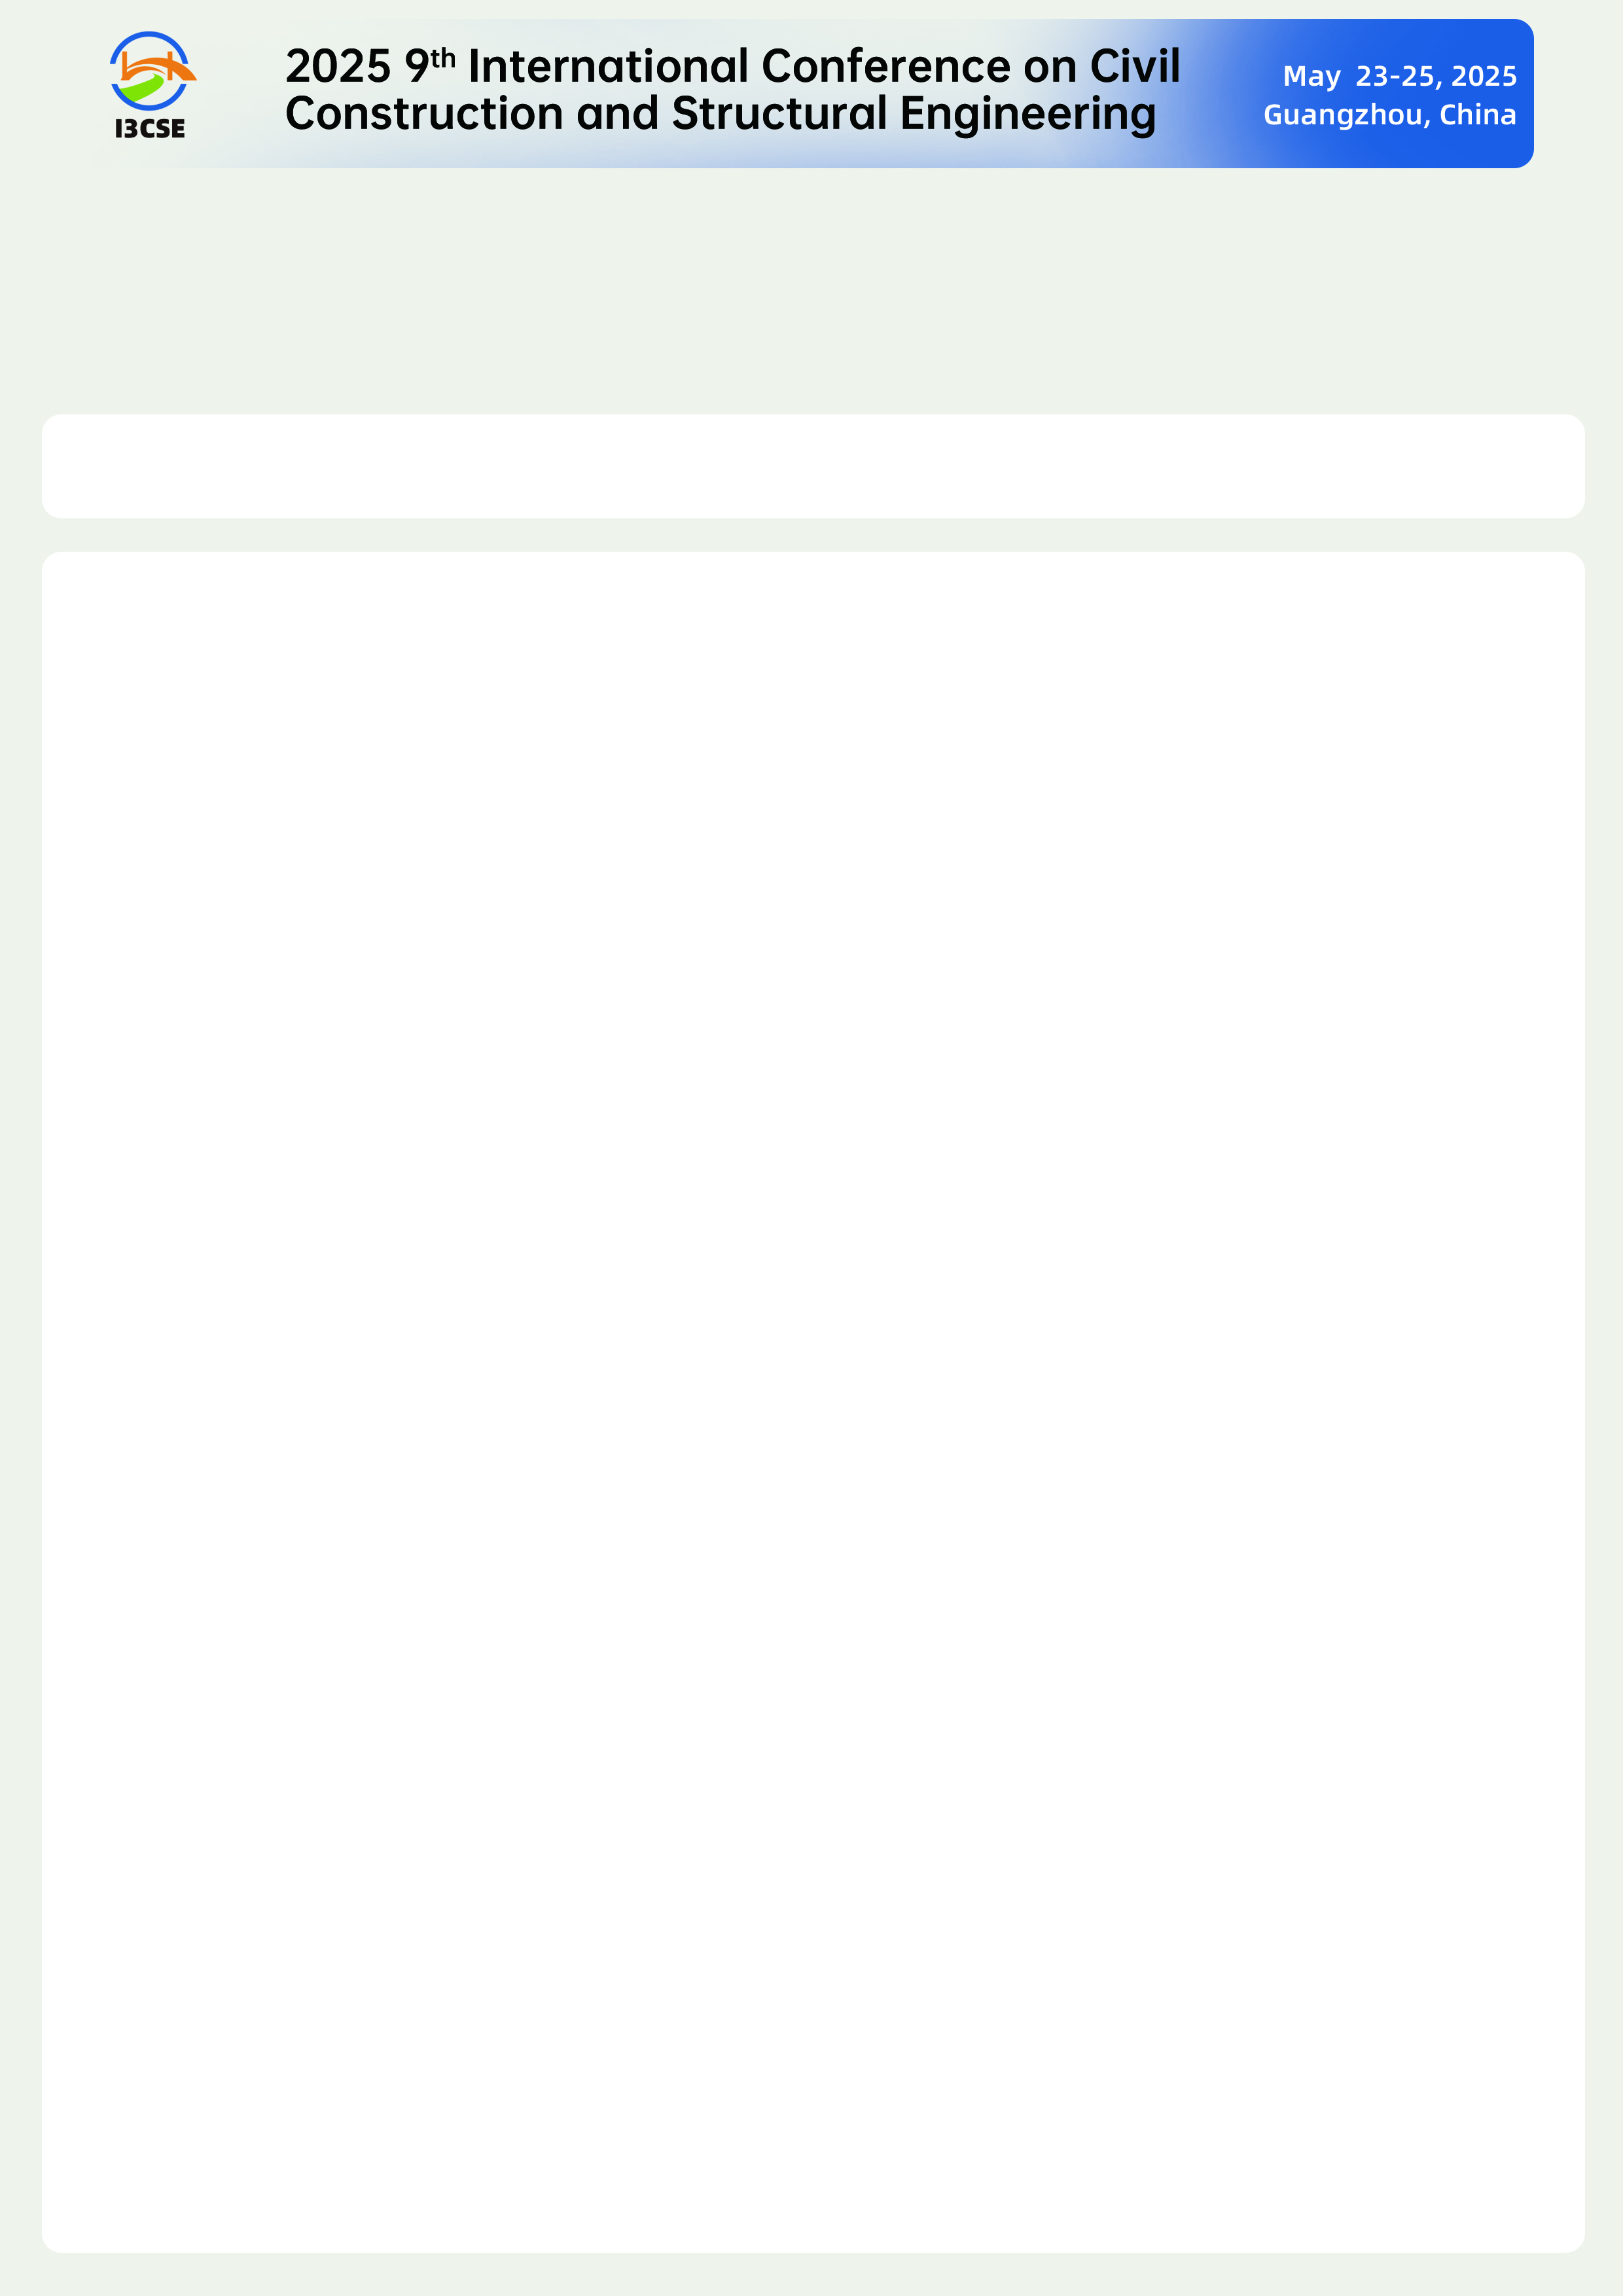 I3CSE
2025 9th International Conference on Civil
Construction and Structural Engineering
May 23-25, 2025
Guangzhou, China